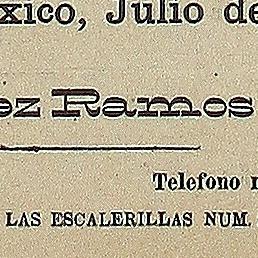 xico, Julio de
ez Ramos
Telefono n
LAS ESCALERILLAS NUM.